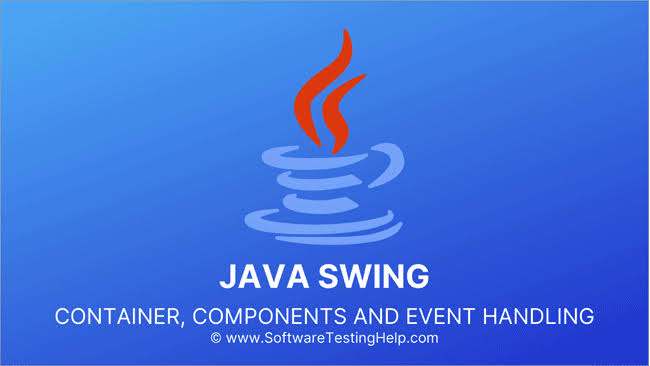 JAVA SWING
CONTAINER, COMPONENTS AND EVENT HANDLING
© www.SoftwareTestingHelp.com